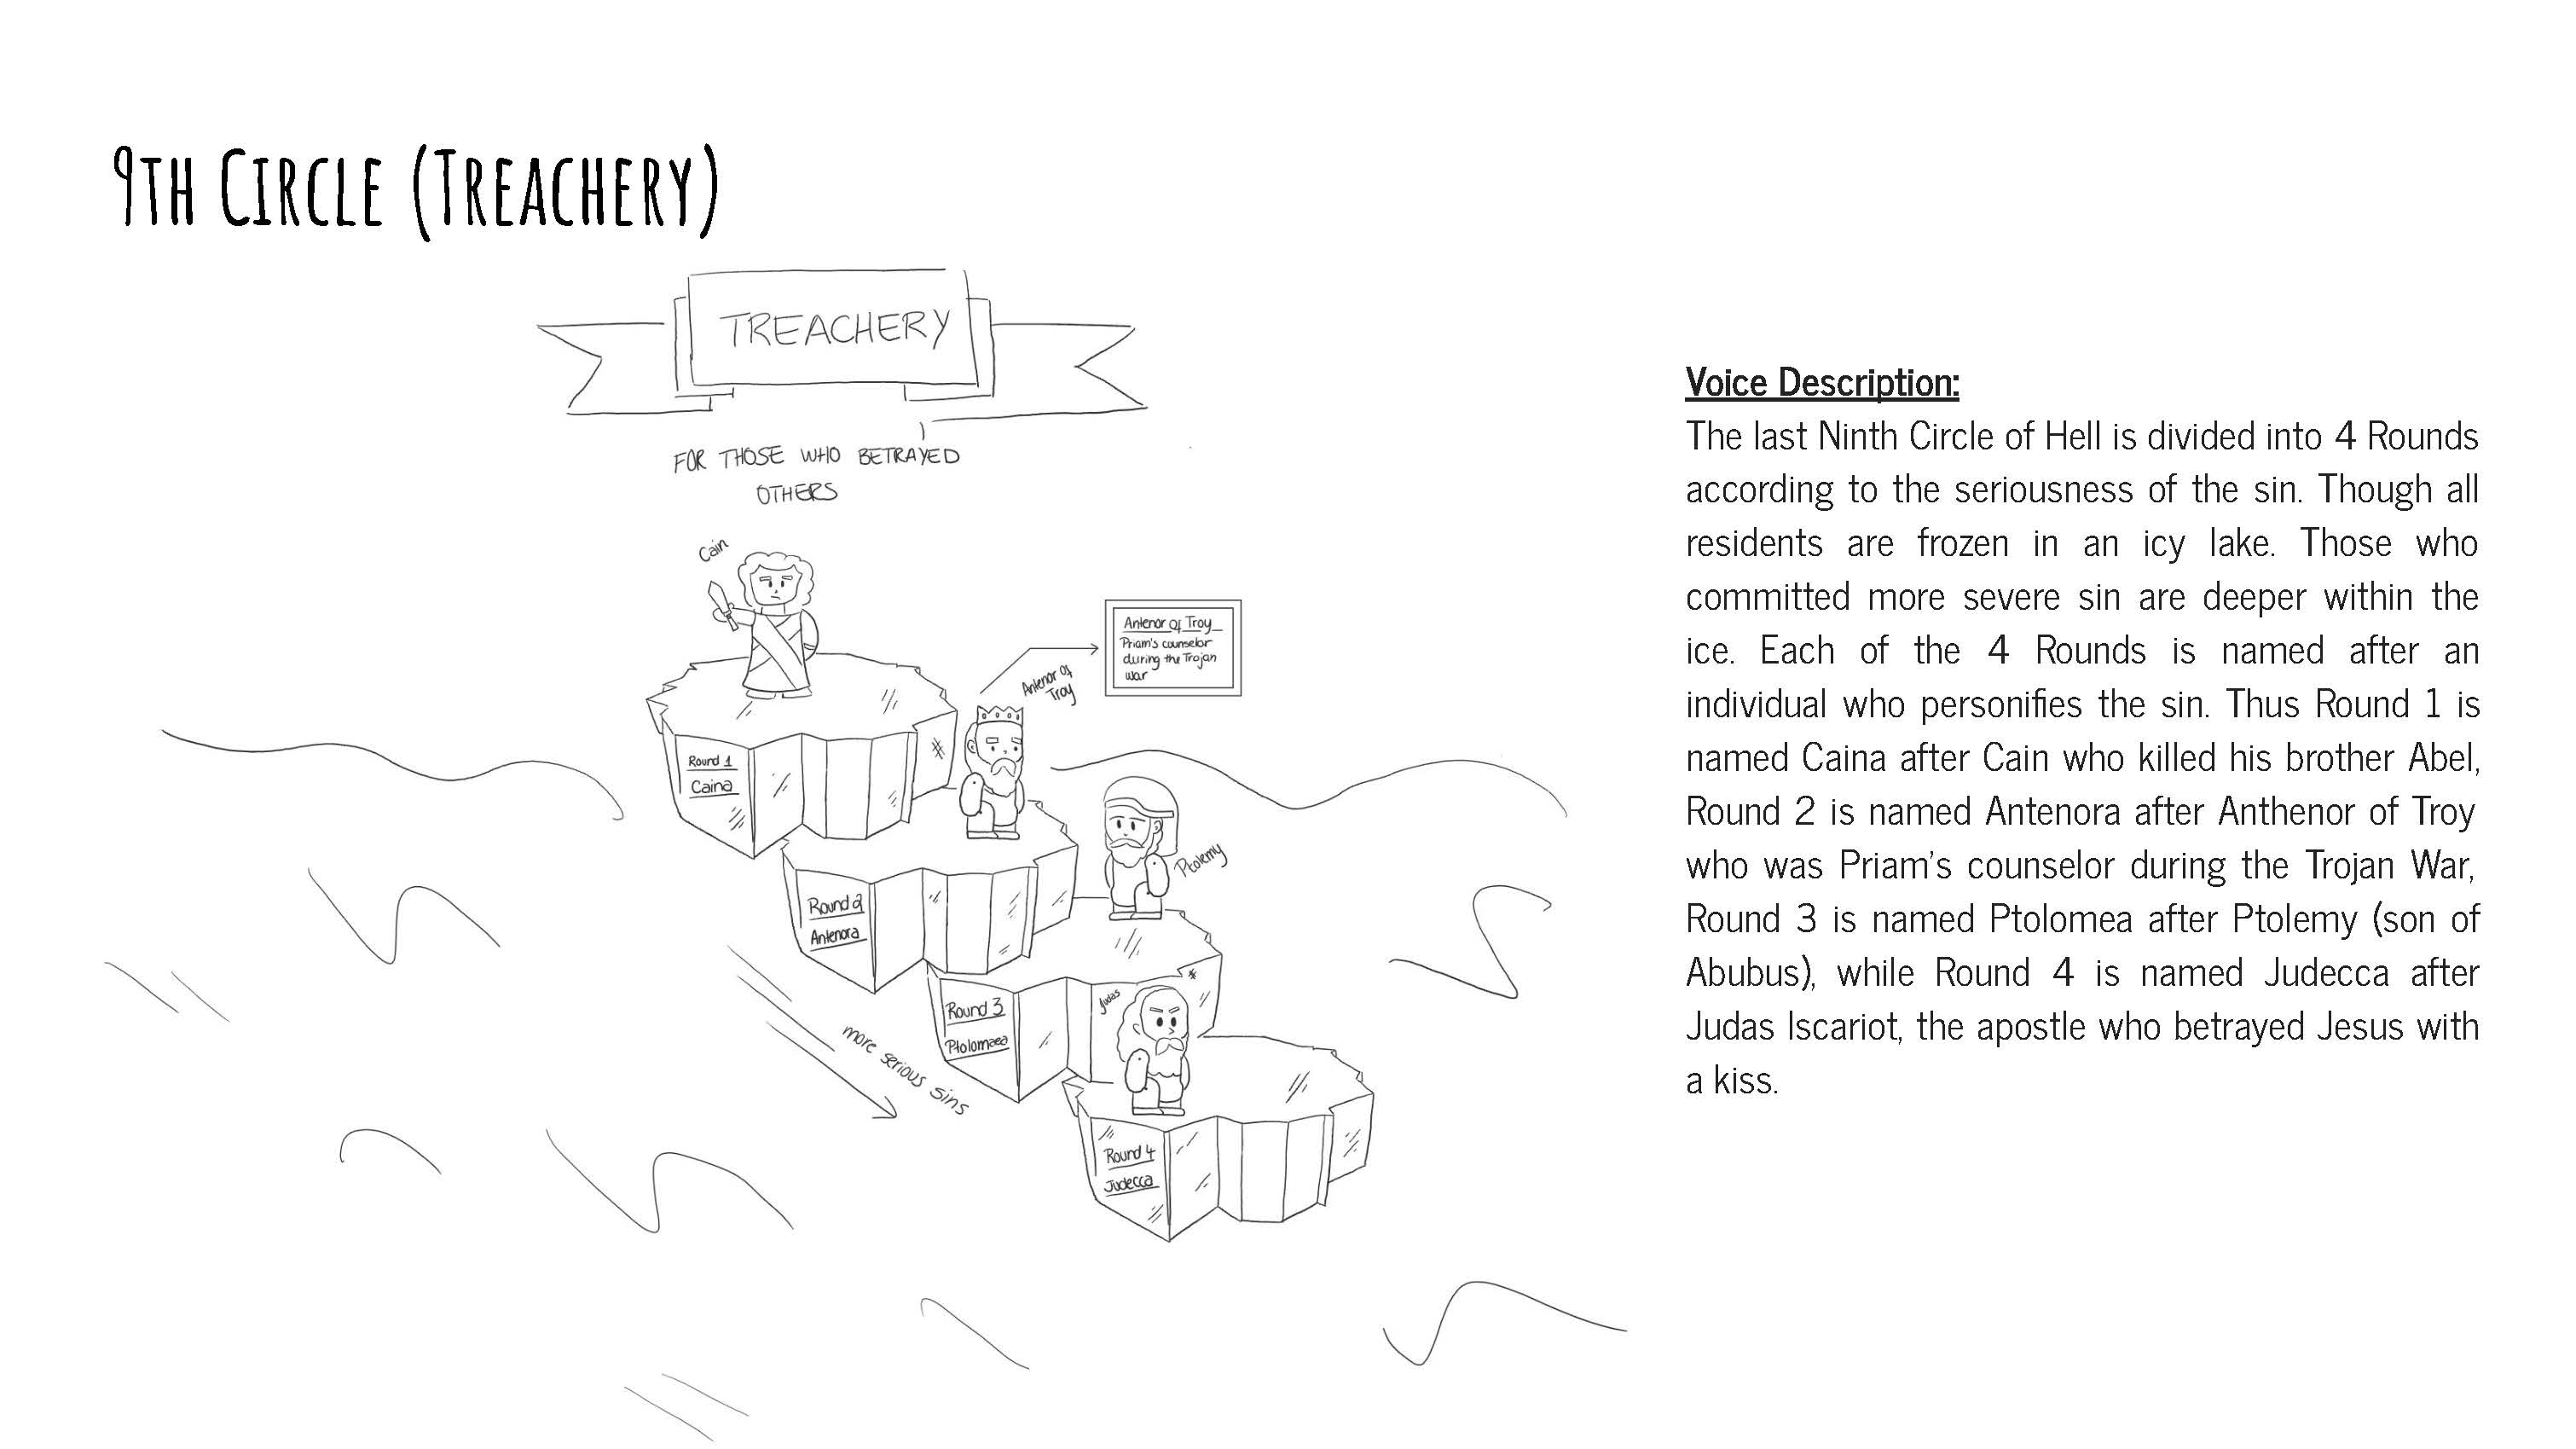 9th Circle (Treachery)
TREACHERY
FOR THOSE WHO BETRAYED
OTHERS
Cain
Antenor of Troy
Priam's counselor
during the Trojan
war
Antenor of
Troy
Round 1
Caina
Ptolemy
Round 2
Antenora
Judas
Round 3
Ptolomaea
more serious sins
Round 4
Judecca
Voice Description:
The last Ninth Circle of Hell is divided into 4 Rounds
according to the seriousness of the sin. Though all
residents are frozen in an icy lake. Those who
committed more severe sin are deeper within the
ice. Each of the 4 Rounds is named after an
individual who personifies the sin. Thus Round 1 is
named Caina after Cain who killed his brother Abel,
Round 2 is named Antenora after Anthenor of Troy
who was Priam's counselor during the Trojan War,
Round 3 is named Ptolomea after Ptolemy (son of
Abubus), while Round 4 is named Judecca after
Judas Iscariot, the apostle who betrayed Jesus with
a kiss.